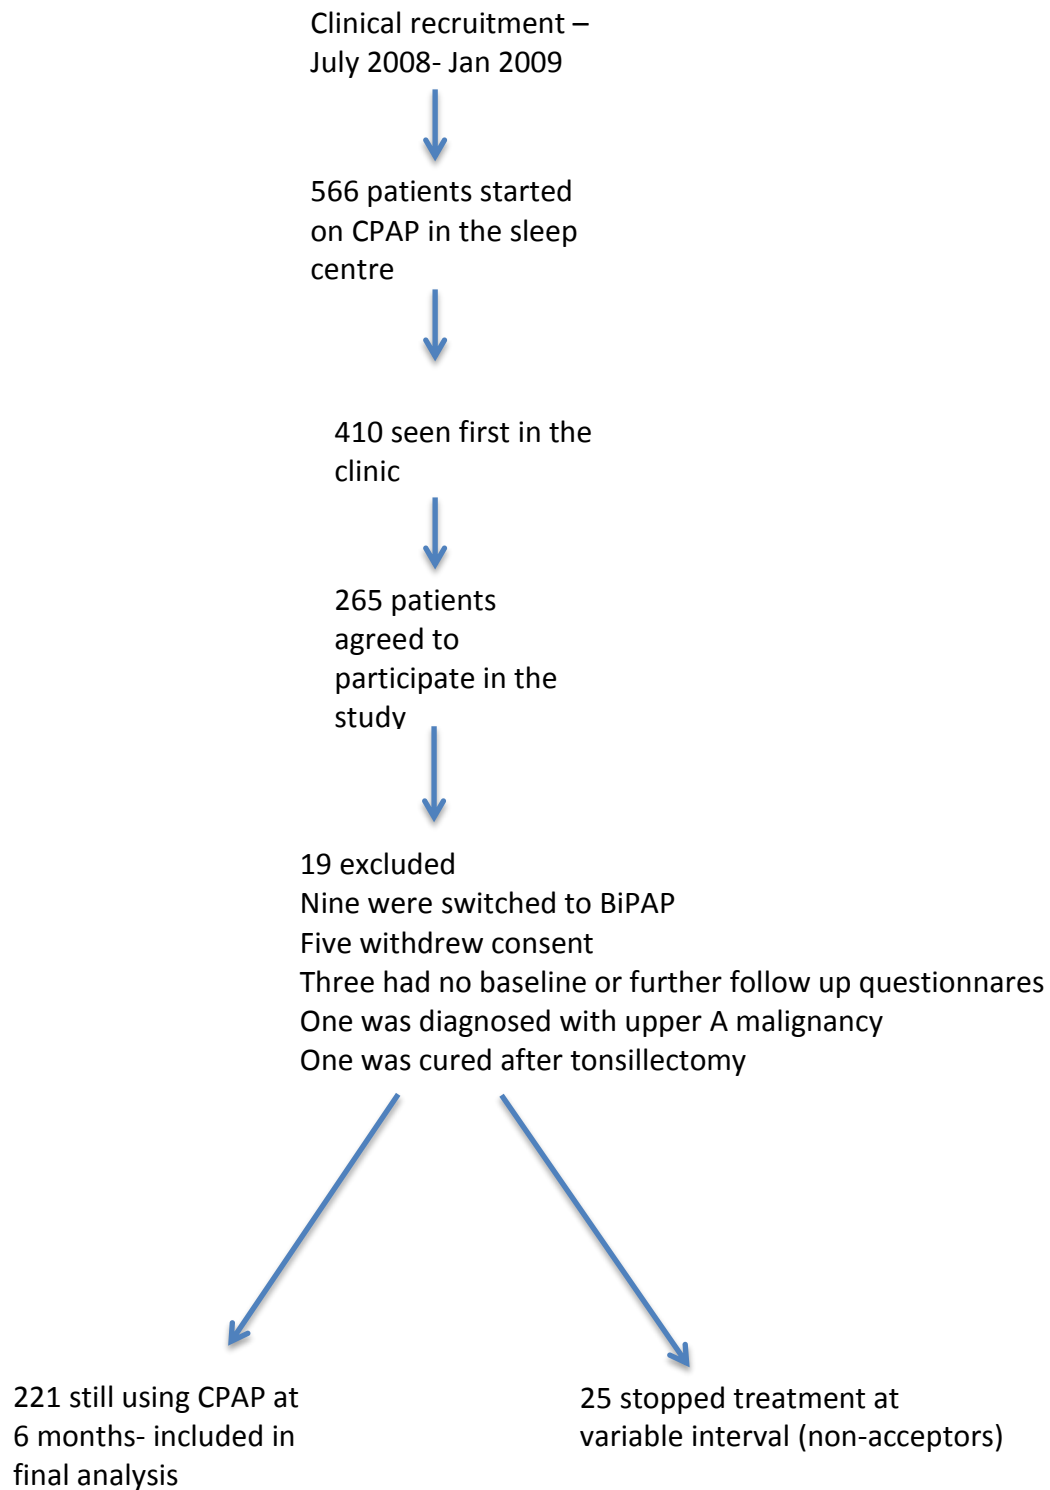 Clinical recruitment –
July 2008- Jan 2009
566 patients started
on CPAP in the sleep
centre
410 seen first in the
clinic
265 patients
agreed to
participate in the
study
19 excluded
Nine were switched to BiPAP
Five withdrew consent
Three had no baseline or further follow up questionnares
One was diagnosed with upper A malignancy
One was cured after tonsillectomy
221 still using CPAP at
6 months- included in
final analysis
25 stopped treatment at
variable interval (non-acceptors)